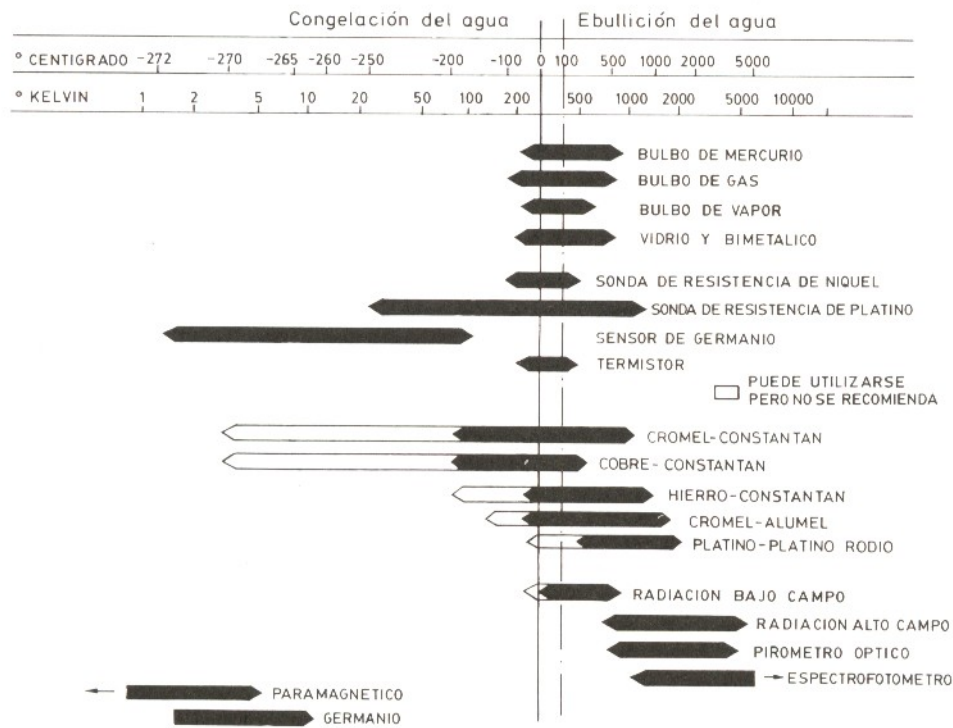 Congelación del agua Ebullición del agua
° CENTIGRADO -272 -270 -265 -260 -250 -200 -100 0 100 500 1000 2000 5000
° KELVIN 1 2 5 10 20 50 100 200 500 1000 2000 5000 10000
BULBO DE MERCURIO
BULBO DE GAS
BULBO DE VAPOR
VIDRIO Y BIMETALICO
SONDA DE RESISTENCIA DE NIQUEL
SONDA DE RESISTENCIA DE PLATINO
SENSOR DE GERMANIO
TERMISTOR
PUEDE UTILIZARSE
PERO NO SE RECOMIENDA
CROMEL-CONSTANTAN
COBRE-CONSTANTAN
HIERRO-CONSTANTAN
CROMEL-ALUMEL
PLATINO-PLATINO RODIO
RADIACION BAJO CAMPO
RADIACION ALTO CAMPO
PIROMETRO OPTICO
ESPECTROFOTOMETRO
PARAMAGNETICO
GERMANIO